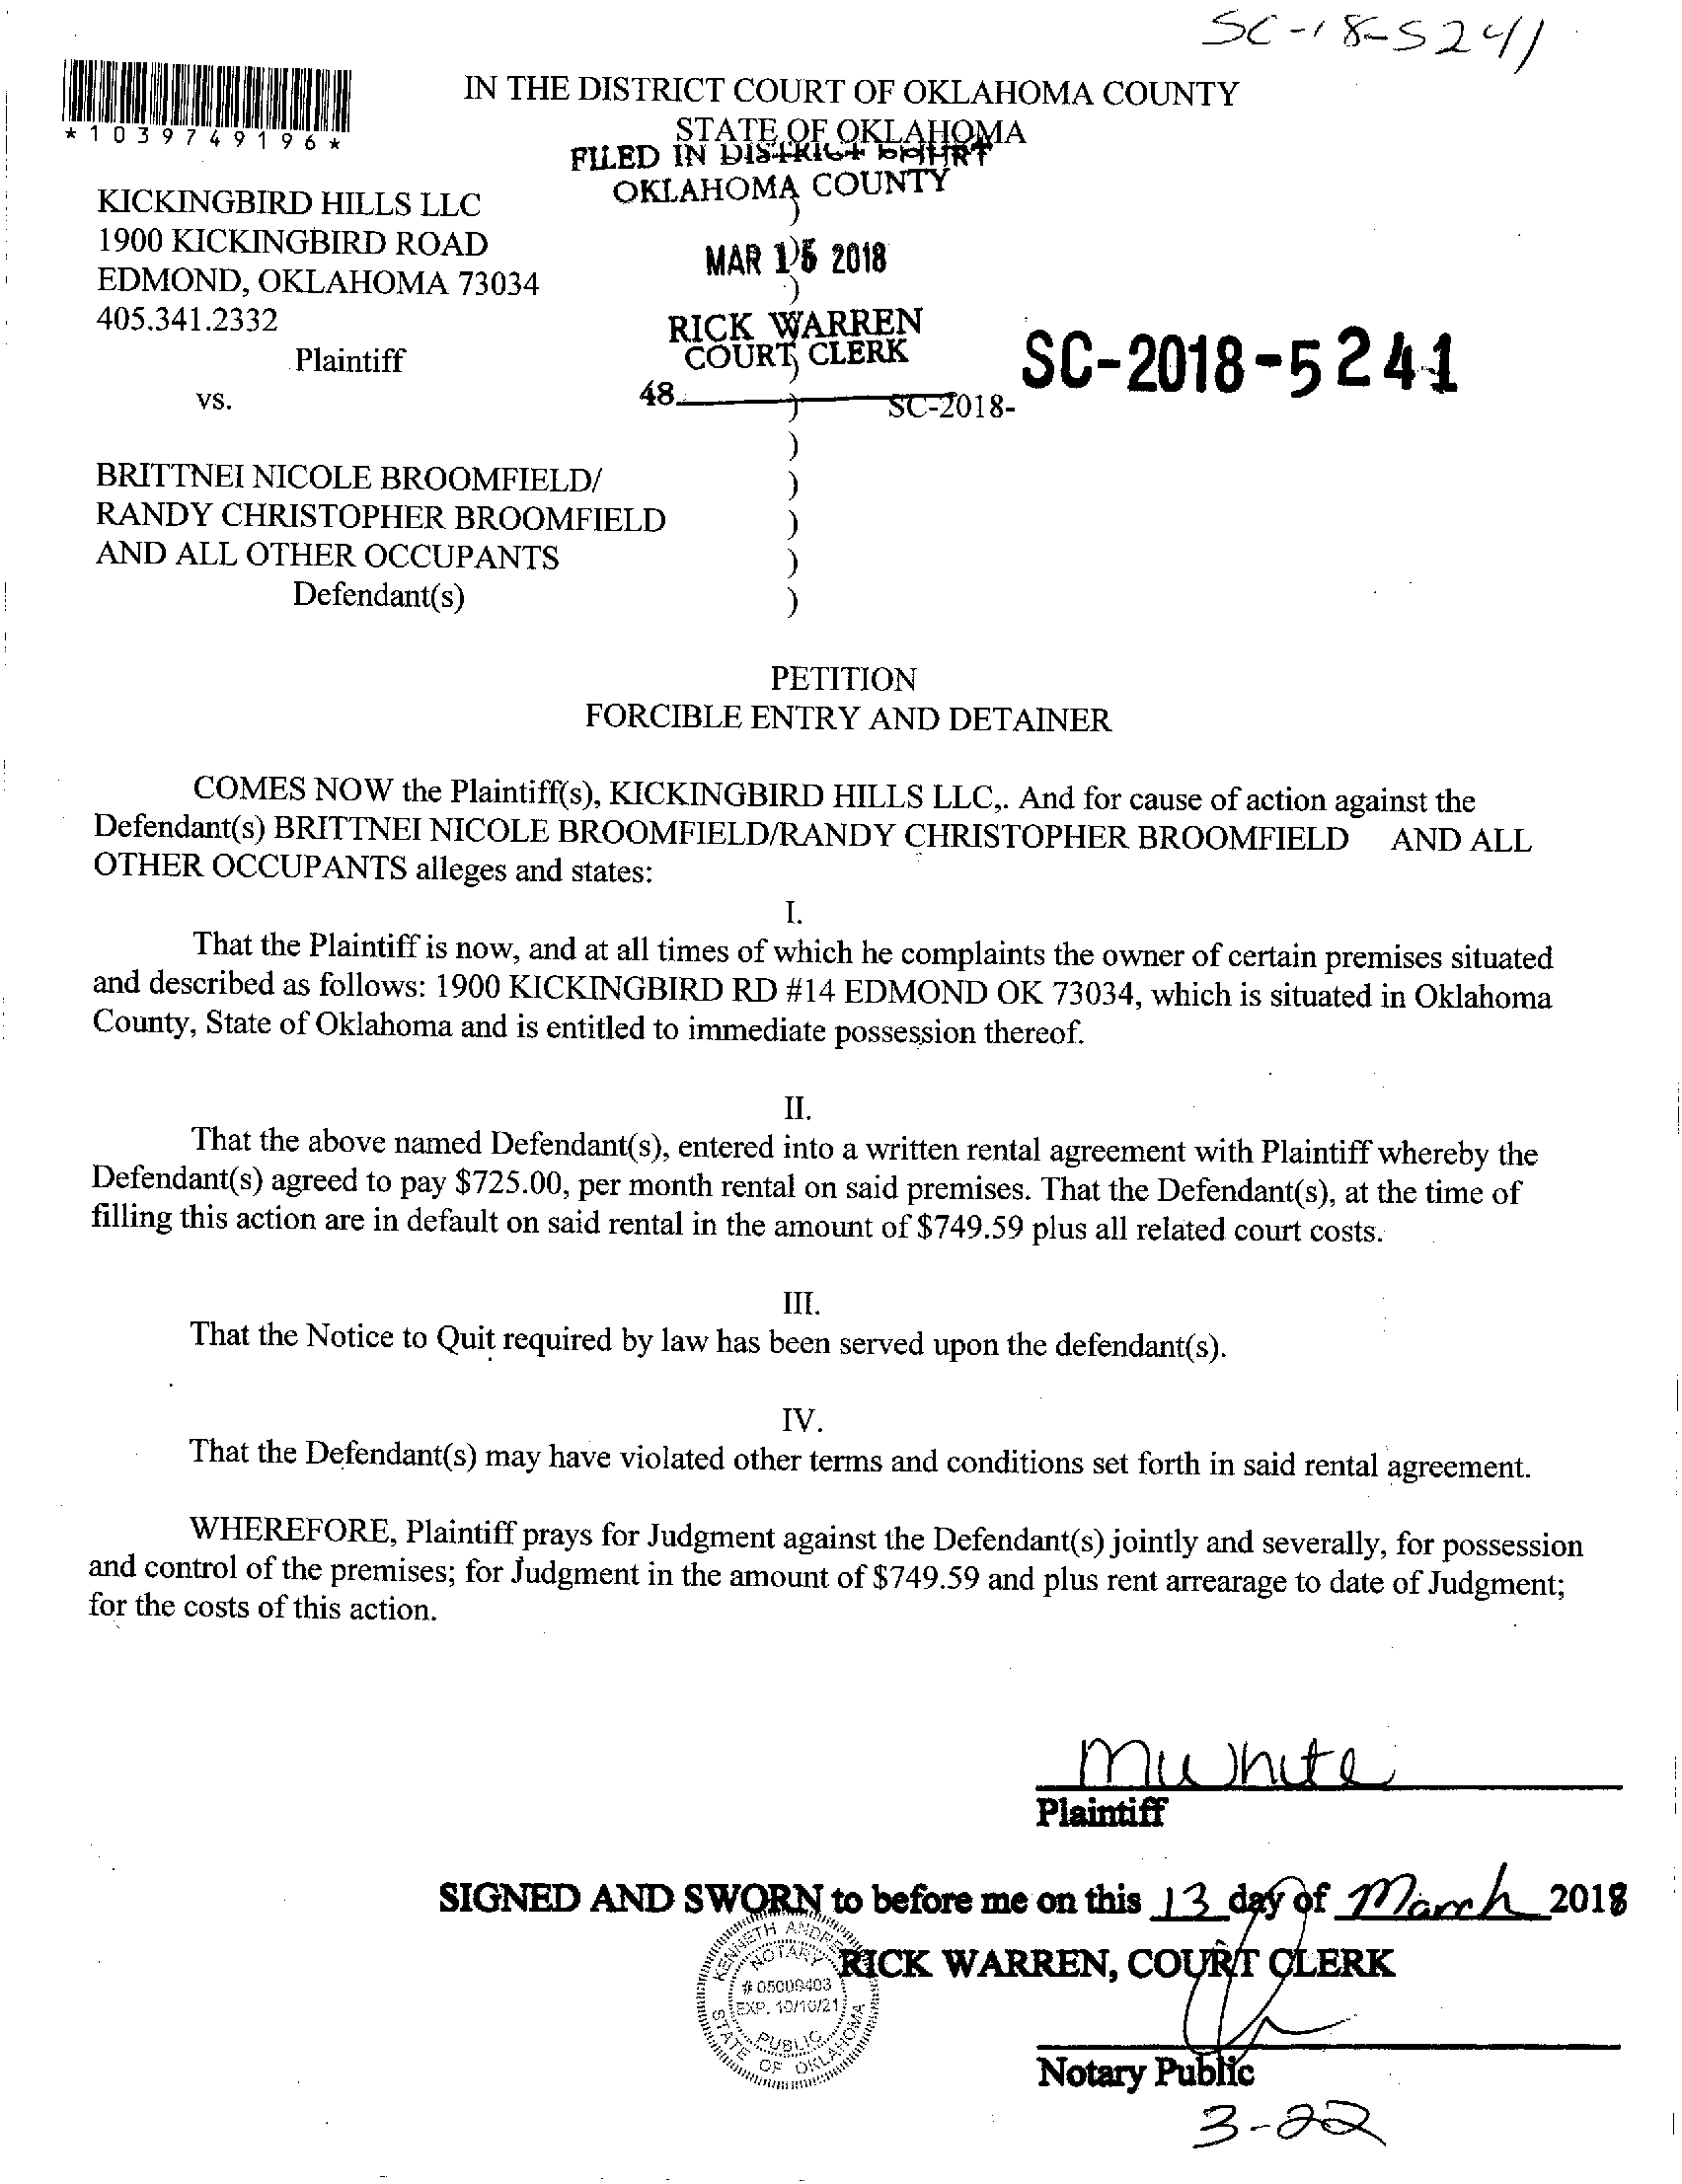 SC-18-5241
*1039749196*
IN THE DISTRICT COURT OF OKLAHOMA COUNTY
STATE OF OKLAHOMA
FILED IN DISTRICT COURT
OKLAHOMA COUNTY
KICKINGBIRD HILLS LLC )
1900 KICKINGBIRD ROAD )
MAR 15 2018
EDMOND, OKLAHOMA 73034 )
405.341.2332
RICK WARREN
Plaintiff )
COURT CLERK
SC-2018-5241
vs. )
48 SC-2018-
)
BRITTNEI NICOLE BROOMFIELD/ )
RANDY CHRISTOPHER BROOMFIELD )
AND ALL OTHER OCCUPANTS )
Defendant(s) )
PETITION
FORCIBLE ENTRY AND DETAINER
COMES NOW the Plaintiff(s), KICKINGBIRD HILLS LLC,. And for cause of action against the
Defendant(s) BRITTNEI NICOLE BROOMFIELD/RANDY CHRISTOPHER BROOMFIELD AND ALL
OTHER OCCUPANTS alleges and states:
I.
That the Plaintiff is now, and at all times of which he complaints the owner of certain premises situated
and described as follows: 1900 KICKINGBIRD RD #14 EDMOND OK 73034, which is situated in Oklahoma
County, State of Oklahoma and is entitled to immediate possession thereof.
II.
That the above named Defendant(s), entered into a written rental agreement with Plaintiff whereby the
Defendant(s) agreed to pay $725.00, per month rental on said premises. That the Defendant(s), at the time of
filling this action are in default on said rental in the amount of $749.59 plus all related court costs.
III.
That the Notice to Quit required by law has been served upon the defendant(s).
IV.
That the Defendant(s) may have violated other terms and conditions set forth in said rental agreement.
WHEREFORE, Plaintiff prays for Judgment against the Defendant(s) jointly and severally, for possession
and control of the premises; for Judgment in the amount of $749.59 and plus rent arrearage to date of Judgment;
for the costs of this action.
MWhite
Plaintiff
SIGNED AND SWORN to before me on this 13 day of March 2018
RICK WARREN, COURT CLERK
KENNETH
NOTARY
# 05009403
EXP. 10/10/21
PUBLIC
STATE OF OKLAHOMA
Notary Public
3-22